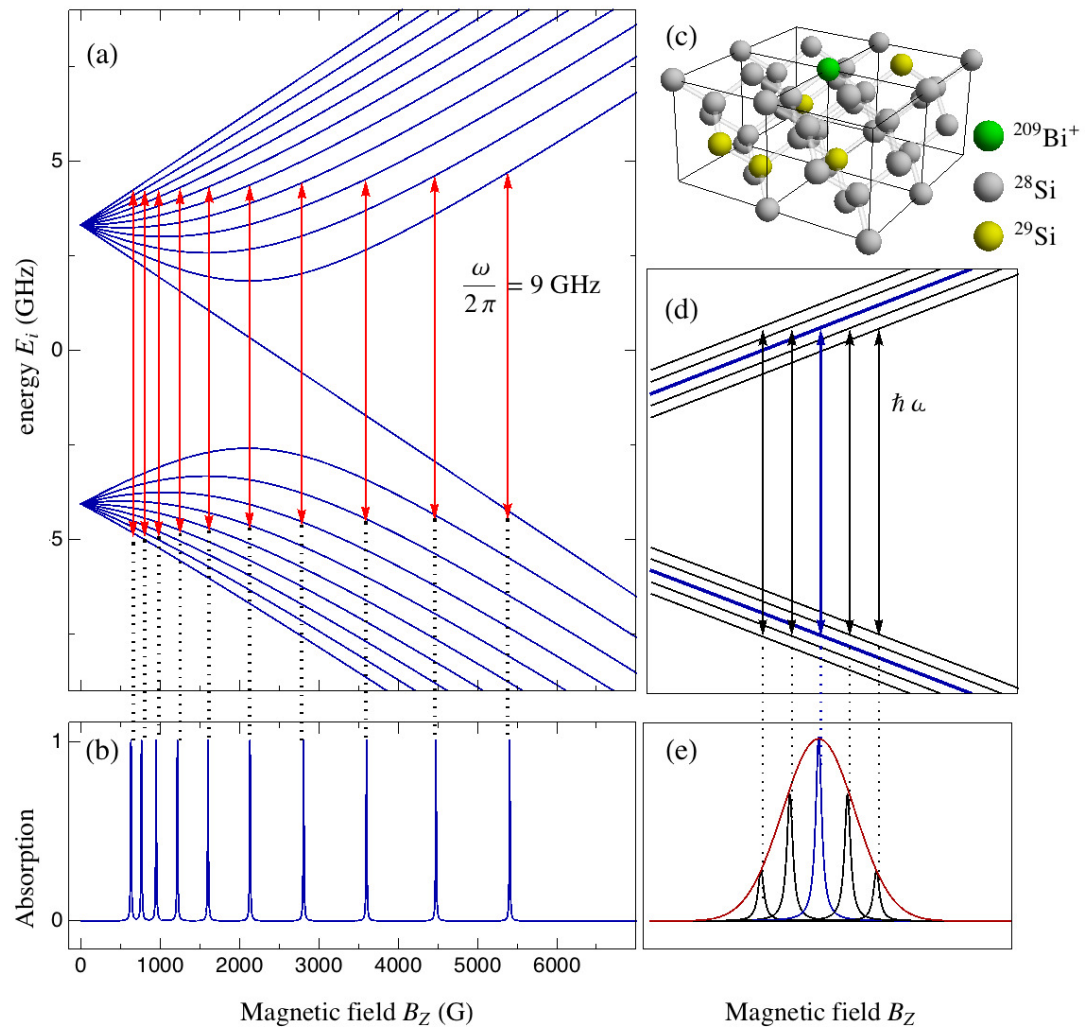 (a)
energy E_i (GHz)
5
0
5
ω/2π = 9 GHz
(b)
Absorption
1
0
0 1000 2000 3000 4000 5000 6000
Magnetic field B_Z (G)
(c)
²⁰⁹Bi⁺
²⁸Si
²⁹Si
(d)
ℏ ω
(e)
Magnetic field B_Z